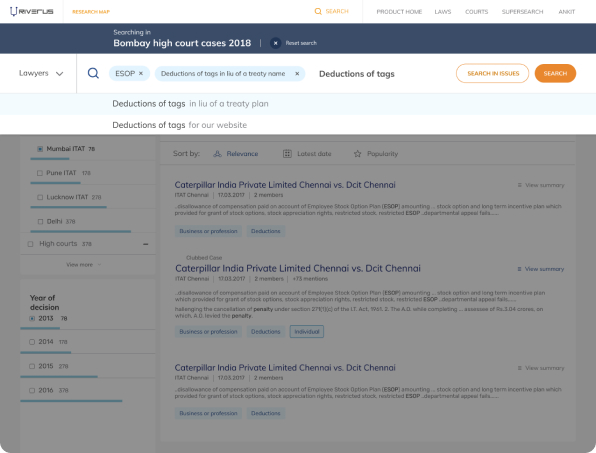 RIVERUS
RESEARCH MAP
SEARCH
PRODUCT HOME
LAWS
COURTS
SUPERSEARCH
ANKIT
Searching in
Bombay high court cases 2018 | × Reset search
Lawyers
ESOP ×
Deductions of tags in liu of a treaty name ×
Deductions of tags
SEARCH IN ISSUES
SEARCH
Deductions of tags in liu of a treaty plan
Deductions of tags for our website
Mumbai ITAT 78
Pune ITAT 178
Lucknow ITAT 278
Delhi 278
High courts 378
View more
Year of
decision
2013 78
2014 178
2015 278
2016 378
Sort by:
Relevance
Latest date
Popularity
Caterpillar India Private Limited Chennai vs. Dcit Chennai
View summary
ITAT Chennai | 17.03.2017 | 2 members
..disallowance of compensation paid on account of Employee Stock Option Plan (ESOP) amounting ... stock option and long term incentive plan which
provided for grant of stock options, stock appreciation rights, restricted stock, restricted ESOP ..departmental appeal fails......
Business or profession
Deductions
Clubbed Case
Caterpillar India Private Limited Chennai vs. Dcit Chennai
View summary
ITAT Chennai | 17.03.2017 | 2 members | +73 mentions
..disallowance of compensation paid on account of Employee Stock Option Plan (ESOP) amounting ... stock option and long term incentive plan
which provided for grant of stock options, stock appreciation rights, restricted stock, restricted ESOP ..departmental appeal fails......
hallenging the cancellation of penalty under section 271(1)(c) of the I.T. Act, 1961. 2. The A.O. while completing ... assessee of Rs.3.04 crores, on
which. A.O. levied the penalty.
Business or profession
Deductions
Individual
Caterpillar India Private Limited Chennai vs. Dcit Chennai
View summary
ITAT Chennai | 17.03.2017 | 2 members
..disallowance of compensation paid on account of Employee Stock Option Plan (ESOP) amounting ... stock option and long term incentive plan which
provided for grant of stock options, stock appreciation rights, restricted stock, restricted ESOP ..departmental appeal fails......
Business or profession
Deductions